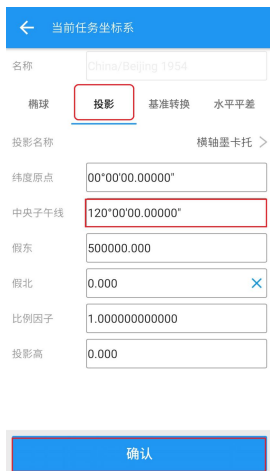 当前任务坐标系
名称 China/Beijing 1954
椭球 投影 基准转换 水平平差
投影名称 横轴墨卡托
纬度原点 00°00'00.00000"
中央子午线 120°00'00.00000"
假东 500000.000
假北 0.000
比例因子 1.000000000000
投影高 0.000
确认